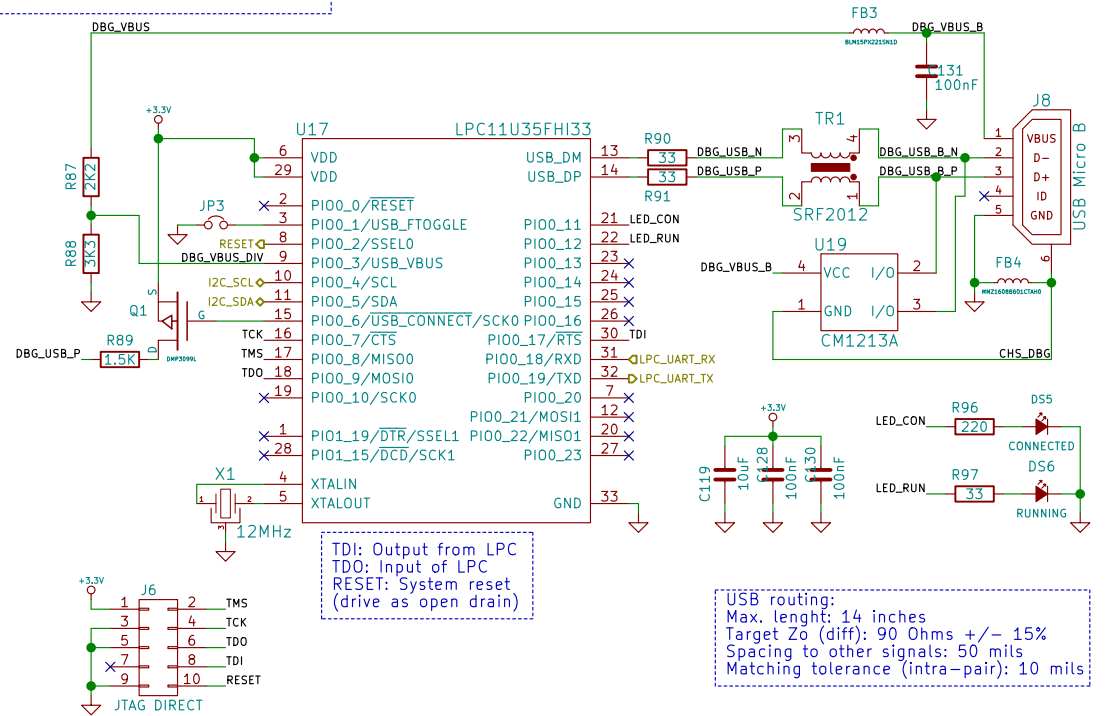 DBG_VBUS
FB3
BLM15PX221SN1D
DBG_VBUS_B
C131
100nF
J8
USB Micro B
1 VBUS
2 D-
3 D+
4 ID
5 GND
6
+3.3V
U17
LPC11U35FHI33
R87
2K2
R88
3K3
6 VDD
29 VDD
2 PIO0_0/RESET
3 PIO0_1/USB_FTOGGLE
8 PIO0_2/SSEL0
9 PIO0_3/USB_VBUS
10 PIO0_4/SCL
11 PIO0_5/SDA
15 PIO0_6/USB_CONNECT/SCK0
16 PIO0_7/CTS
17 PIO0_8/MISO0
18 PIO0_9/MOSI0
19 PIO0_10/SCK0
1 PIO1_19/DTR/SSEL1
28 PIO1_15/DCD/SCK1
4 XTALIN
5 XTALOUT
USB_DM 13
USB_DP 14
PIO0_11 21
PIO0_12 22
PIO0_13 23
PIO0_14 24
PIO0_15 25
PIO0_16 26
PIO0_17/RTS 30
PIO0_18/RXD 31
PIO0_19/TXD 32
PIO0_20 7
PIO0_21/MOSI1 12
PIO0_22/MISO1 20
PIO0_23 27
GND 33
JP3
RESET
DBG_VBUS_DIV
I2C_SCL
I2C_SDA
Q1
S
G
D
DMP3099L
DBG_USB_P
R89
1.5K
TCK
TMS
TDO
X1
1
2
3
12MHz
R90
33
R91
33
DBG_USB_N
DBG_USB_P
TR1
3
4
2
1
SRF2012
DBG_USB_B_N
DBG_USB_B_P
LED_CON
LED_RUN
TDI
LPC_UART_RX
LPC_UART_TX
U19
DBG_VBUS_B
4 VCC
I/O 2
1 GND
I/O 3
CM1213A
FB4
MMZ1608B601CTAH0
CHS_DBG
+3.3V
C119
10uF
C128
100nF
C130
100nF
LED_CON
R96
220
DS5
CONNECTED
LED_RUN
R97
33
DS6
RUNNING
TDI: Output from LPC
TDO: Input of LPC
RESET: System reset
(drive as open drain)
USB routing:
Max. lenght: 14 inches
Target Zo (diff): 90 Ohms +/- 15%
Spacing to other signals: 50 mils
Matching tolerance (intra-pair): 10 mils
+3.3V
J6
1 2 TMS
3 4 TCK
5 6 TDO
7 8 TDI
9 10 RESET
JTAG DIRECT